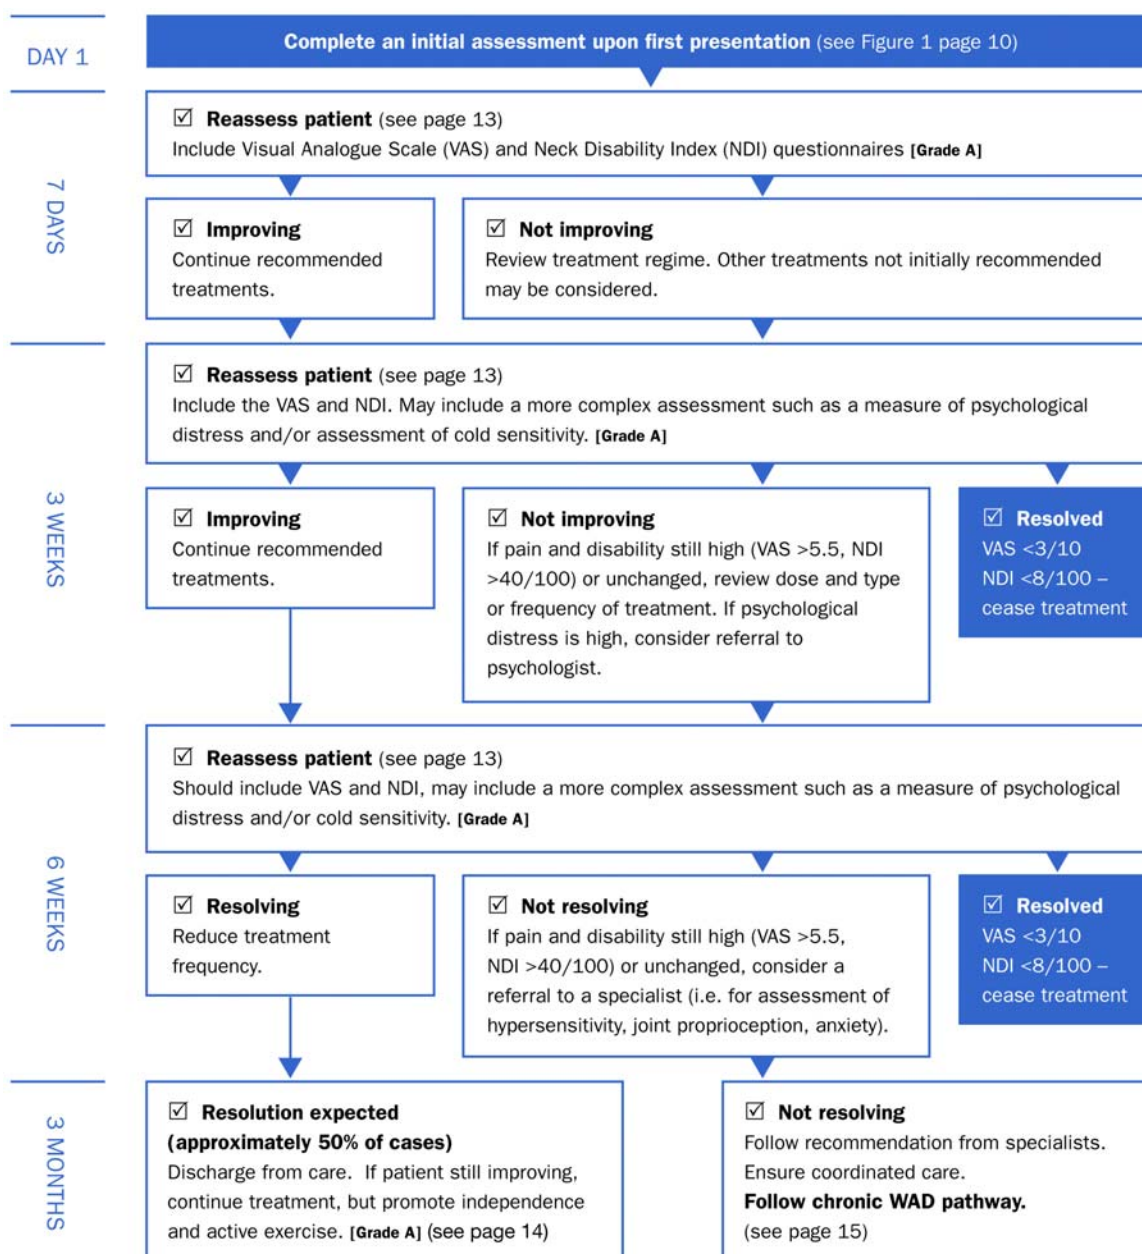 DAY 1
Complete an initial assessment upon first presentation (see Figure 1 page 10)
7 DAYS
☑ Reassess patient (see page 13)
Include Visual Analogue Scale (VAS) and Neck Disability Index (NDI) questionnaires [Grade A]
☑ Improving
Continue recommended
treatments.
☑ Not improving
Review treatment regime. Other treatments not initially recommended
may be considered.
3 WEEKS
☑ Reassess patient (see page 13)
Include the VAS and NDI. May include a more complex assessment such as a measure of psychological
distress and/or assessment of cold sensitivity. [Grade A]
☑ Improving
Continue recommended
treatments.
☑ Not improving
If pain and disability still high (VAS >5.5, NDI
>40/100) or unchanged, review dose and type
or frequency of treatment. If psychological
distress is high, consider referral to
psychologist.
☑ Resolved
VAS <3/10
NDI <8/100 –
cease treatment
6 WEEKS
☑ Reassess patient (see page 13)
Should include VAS and NDI, may include a more complex assessment such as a measure of psychological
distress and/or cold sensitivity. [Grade A]
☑ Resolving
Reduce treatment
frequency.
☑ Not resolving
If pain and disability still high (VAS >5.5,
NDI >40/100) or unchanged, consider a
referral to a specialist (i.e. for assessment of
hypersensitivity, joint proprioception, anxiety).
☑ Resolved
VAS <3/10
NDI <8/100 –
cease treatment
3 MONTHS
☑ Resolution expected
(approximately 50% of cases)
Discharge from care. If patient still improving,
continue treatment, but promote independence
and active exercise. [Grade A] (see page 14)
☑ Not resolving
Follow recommendation from specialists.
Ensure coordinated care.
Follow chronic WAD pathway.
(see page 15)